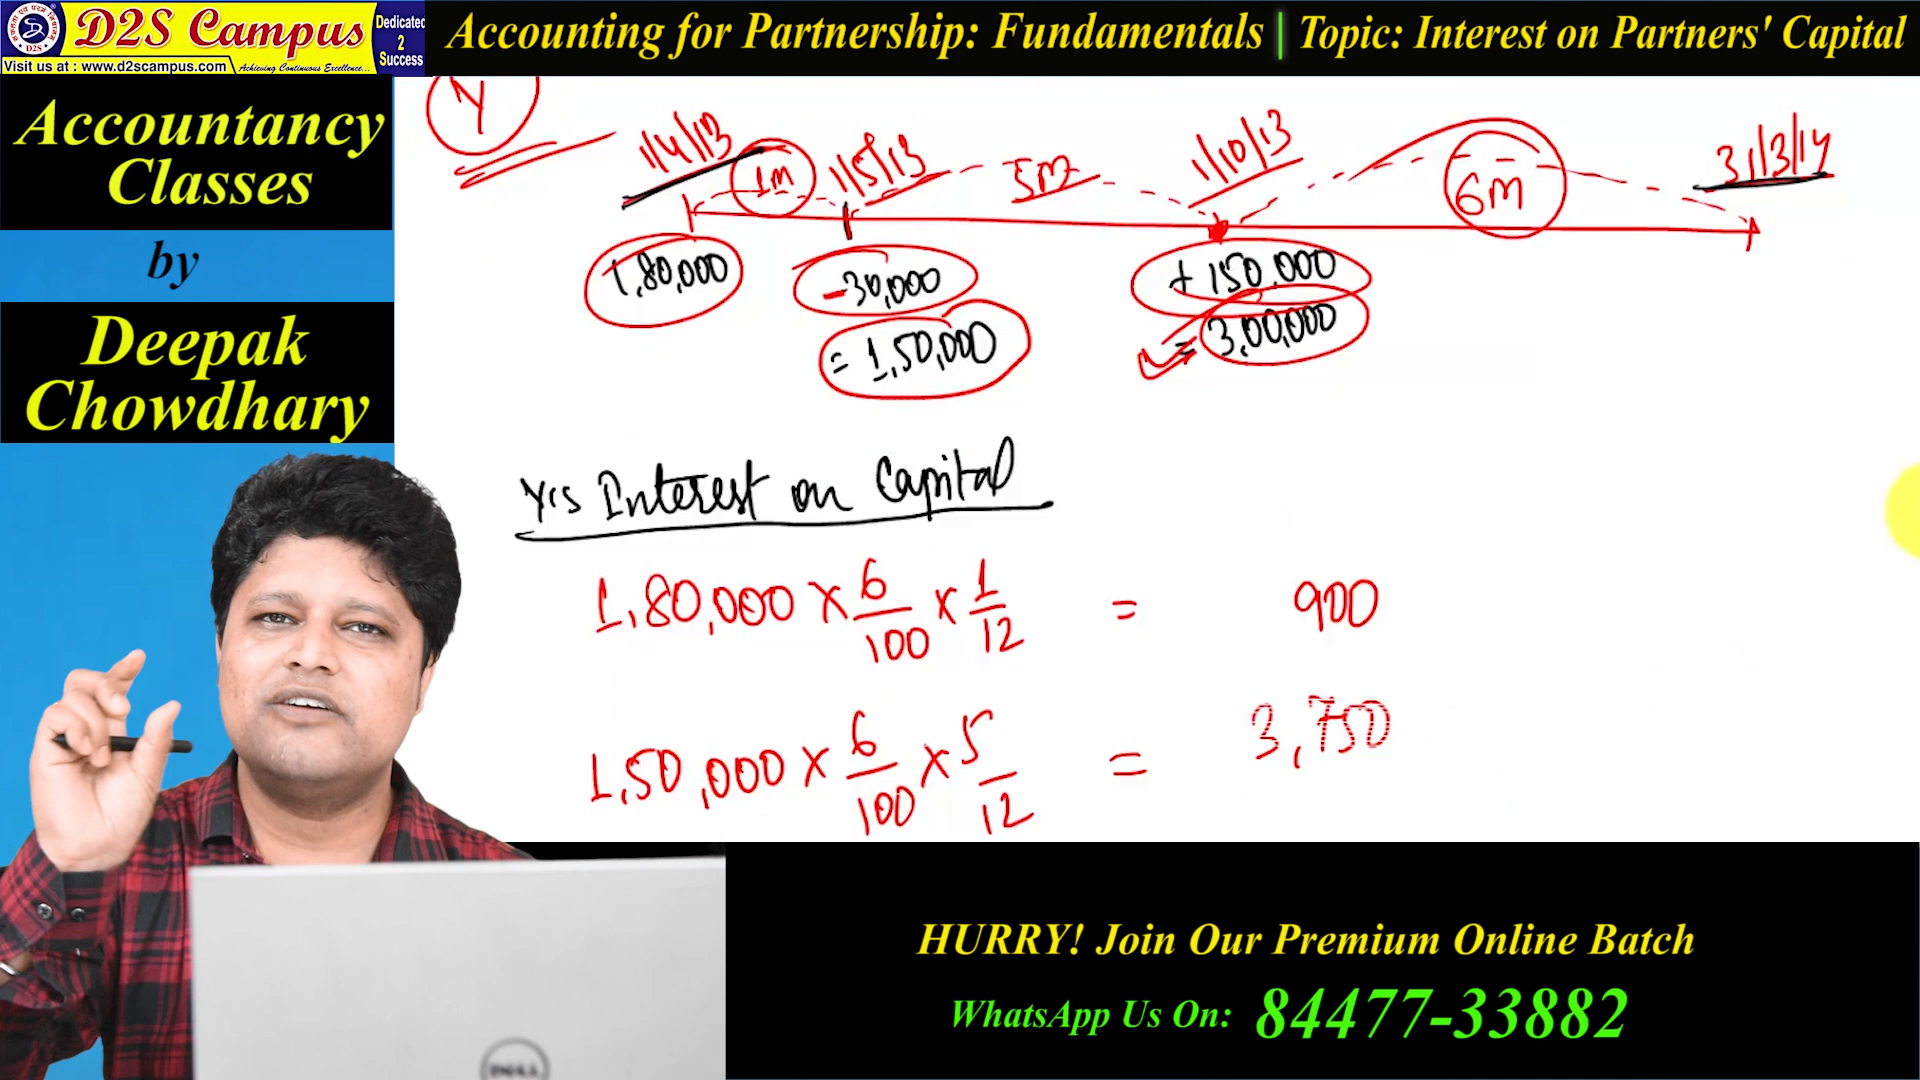 D2S Campus
D2S
Visit us at : www.d2scampus.com
Achieving Continuous Excellence...
Dedicated
2
Success
Accounting for Partnership: Fundamentals | Topic: Interest on Partners' Capital
Accountancy
Classes
by
Deepak
Chowdhary
Y
1/4/13 1m 1/5/13 5m 1/10/13 6m 31/3/14
1,80,000 -30,000 + 150,000
= 1,50,000 = 3,00,000
Y's Interest on Capital
1,80,000 × 6/100 × 1/12 = 900
1,50,000 × 6/100 × 5/12 = 3,750
DELL
HURRY! Join Our Premium Online Batch
WhatsApp Us On: 84477-33882